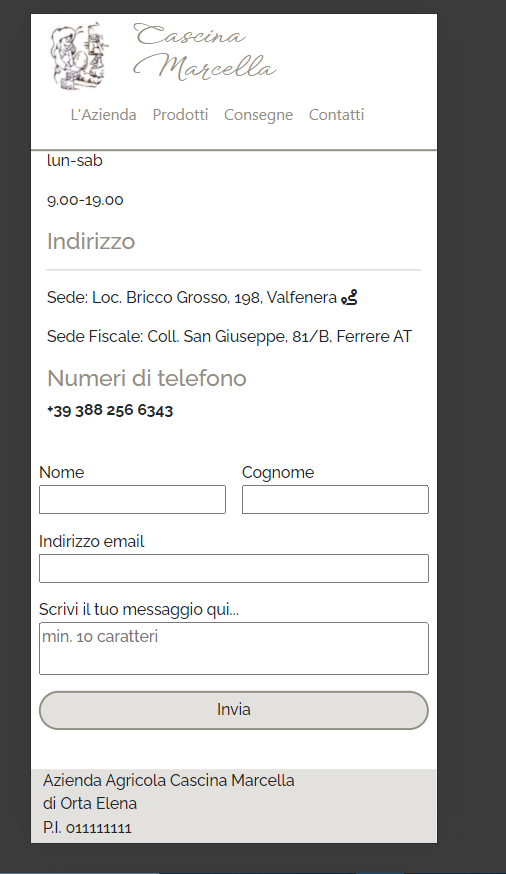 Cascina
Marcella
L'Azienda Prodotti Consegne Contatti
lun-sab
9.00-19.00
Indirizzo
Sede: Loc. Bricco Grosso, 198, Valfenera
Sede Fiscale: Coll. San Giuseppe, 81/B, Ferrere AT
Numeri di telefono
+39 388 256 6343
Nome Cognome
Indirizzo email
Scrivi il tuo messaggio qui...
min. 10 caratteri
Invia
Azienda Agricola Cascina Marcella
di Orta Elena
P.I. 011111111